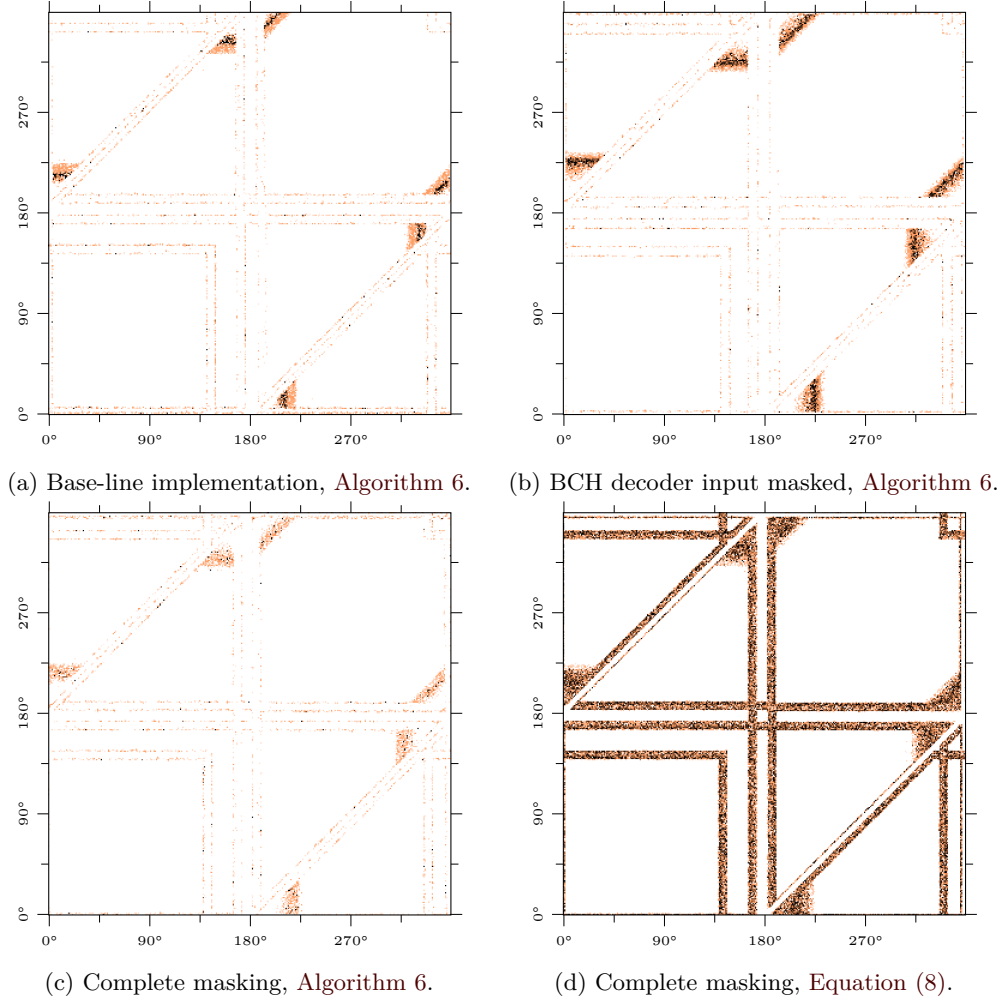 270°
180°
90°
0°
0° 90° 180° 270°
270°
180°
90°
0°
0° 90° 180° 270°
(a) Base-line implementation, Algorithm 6.
(b) BCH decoder input masked, Algorithm 6.
270°
180°
90°
0°
0° 90° 180° 270°
270°
180°
90°
0°
0° 90° 180° 270°
(c) Complete masking, Algorithm 6.
(d) Complete masking, Equation (8).